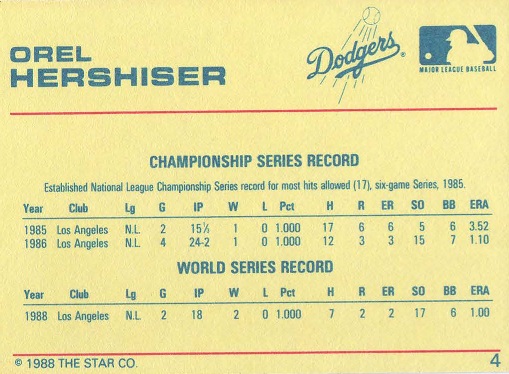 OREL
HERSHISER
Dodgers®
MAJOR LEAGUE BASEBALL
CHAMPIONSHIP SERIES RECORD
Established National League Championship Series record for most hits allowed (17), six-game Series, 1985.
Year Club Lg G IP W L Pct H R ER SO BB ERA
1985 Los Angeles N.L. 2 15⅓ 1 0 1.000 17 6 6 5 6 3.52
1986 Los Angeles N.L. 4 24-2 1 0 1.000 12 3 3 15 7 1.10
WORLD SERIES RECORD
Year Club Lg G IP W L Pct H R ER SO BB ERA
1988 Los Angeles N.L. 2 18 2 0 1.000 7 2 2 17 6 1.00
© 1988 THE STAR CO. 4